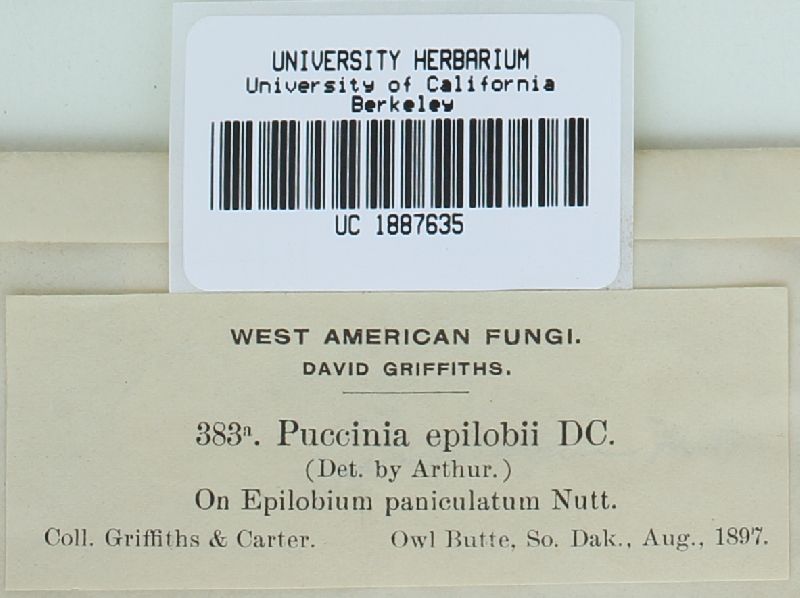 UNIVERSITY HERBARIUM
University of California
Berkeley
UC 1887635
WEST AMERICAN FUNGI.
DAVID GRIFFITHS.
383ª. Puccinia epilobii DC.
(Det. by Arthur.)
On Epilobium paniculatum Nutt.
Coll. Griffiths & Carter. Owl Butte, So. Dak., Aug., 1897.